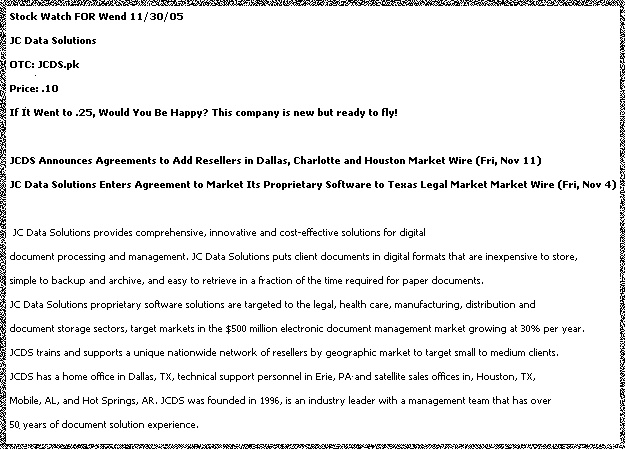 Stock Watch FOR Wend 11/30/05
JC Data Solutions
OTC: JCDS.pk
Price: .10
If It Went to .25, Would You Be Happy? This company is new but ready to fly!
JCDS Announces Agreements to Add Resellers in Dallas, Charlotte and Houston Market Wire (Fri, Nov 11)
JC Data Solutions Enters Agreement to Market Its Proprietary Software to Texas Legal Market Market Wire (Fri, Nov 4)
JC Data Solutions provides comprehensive, innovative and cost-effective solutions for digital
document processing and management. JC Data Solutions puts client documents in digital formats that are inexpensive to store,
simple to backup and archive, and easy to retrieve in a fraction of the time required for paper documents.
JC Data Solutions proprietary software solutions are targeted to the legal, health care, manufacturing, distribution and
document storage sectors, target markets in the $500 million electronic document management market growing at 30% per year.
JCDS trains and supports a unique nationwide network of resellers by geographic market to target small to medium clients.
JCDS has a home office in Dallas, TX, technical support personnel in Erie, PA and satellite sales offices in, Houston, TX,
Mobile, AL, and Hot Springs, AR. JCDS was founded in 1996, is an industry leader with a management team that has over
50 years of document solution experience.